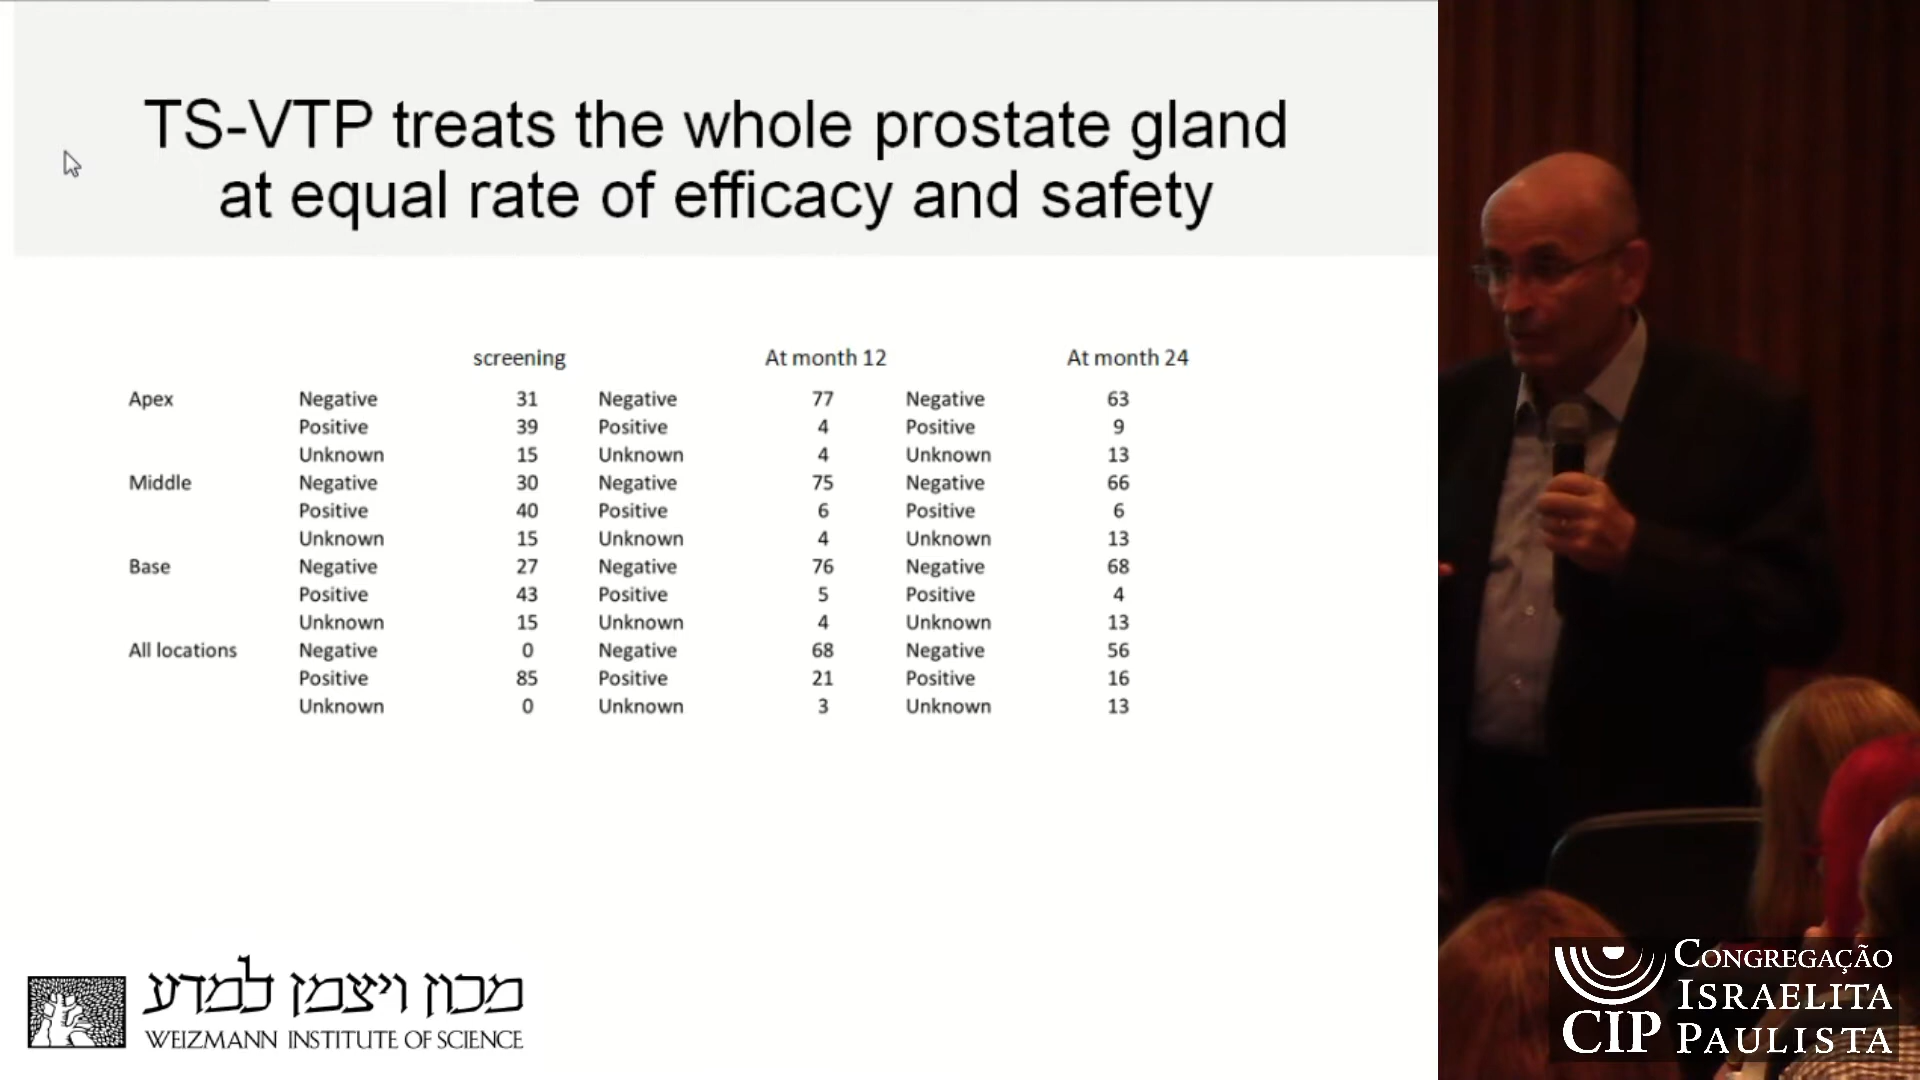 TS-VTP treats the whole prostate gland
at equal rate of efficacy and safety
screening At month 12 At month 24
Apex Negative 31 Negative 77 Negative 63
Positive 39 Positive 4 Positive 9
Unknown 15 Unknown 4 Unknown 13
Middle Negative 30 Negative 75 Negative 66
Positive 40 Positive 6 Positive 6
Unknown 15 Unknown 4 Unknown 13
Base Negative 27 Negative 76 Negative 68
Positive 43 Positive 5 Positive 4
Unknown 15 Unknown 4 Unknown 13
All locations Negative 0 Negative 68 Negative 56
Positive 85 Positive 21 Positive 16
Unknown 0 Unknown 3 Unknown 13
מכון ויצמן למדע
WEIZMANN INSTITUTE OF SCIENCE
CIP
CONGREGAÇÃO
ISRAELITA
PAULISTA